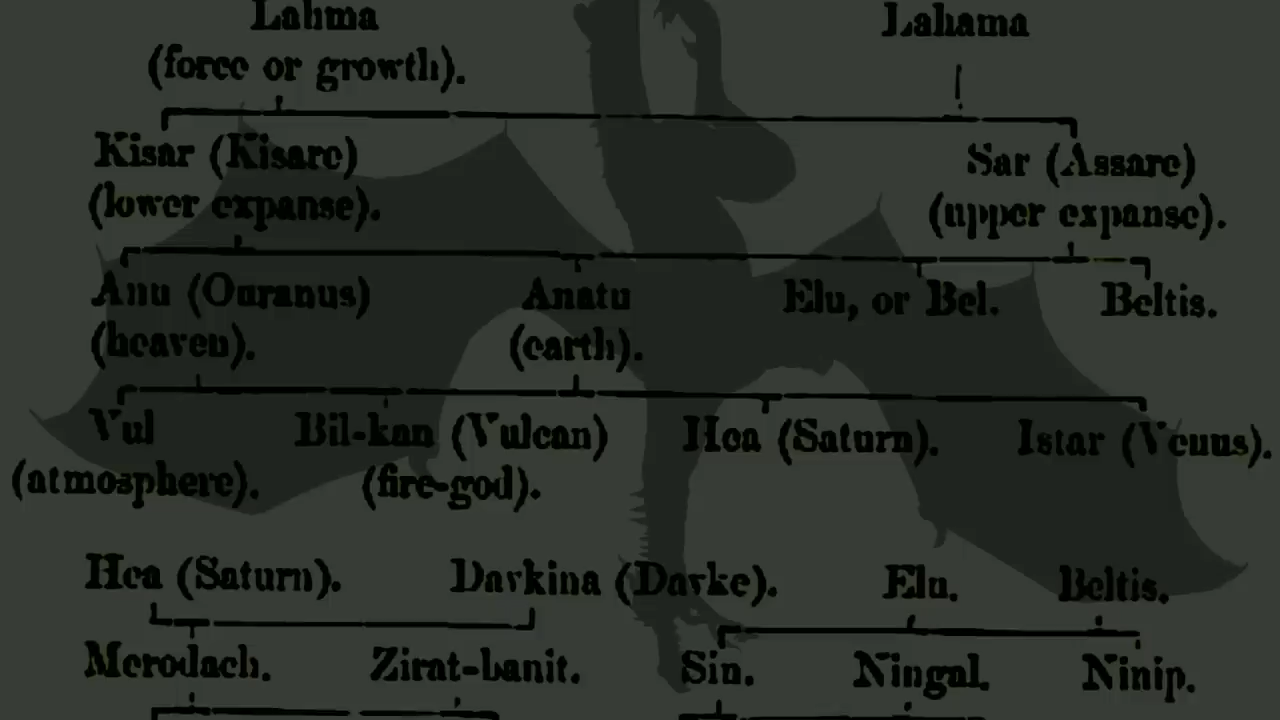 Lahma Lahama
(force or growth).
Kisar (Kisare) Sar (Assare)
(lower expanse). (upper expanse).
Anu (Ouranus) Anatu Elu, or Bel. Beltis.
(heaven). (earth).
Vul Bil-kan (Vulcan) Hea (Saturn). Istar (Venus).
(atmosphere). (fire-god).
Hea (Saturn). Davkina (Davke). Elu. Beltis.
Merodach. Zirat-banit. Sin. Ningal. Ninip.